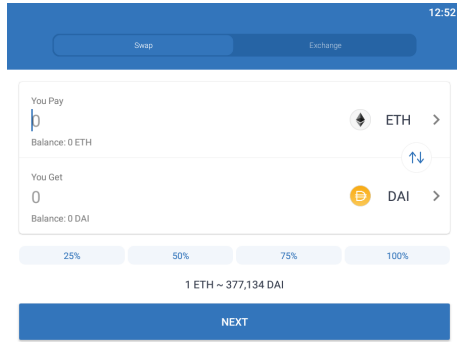 12:52
Swap
Exchange
You Pay
0
ETH
Balance: 0 ETH
You Get
0
DAI
Balance: 0 DAI
25%
50%
75%
100%
1 ETH ~ 377,134 DAI
NEXT